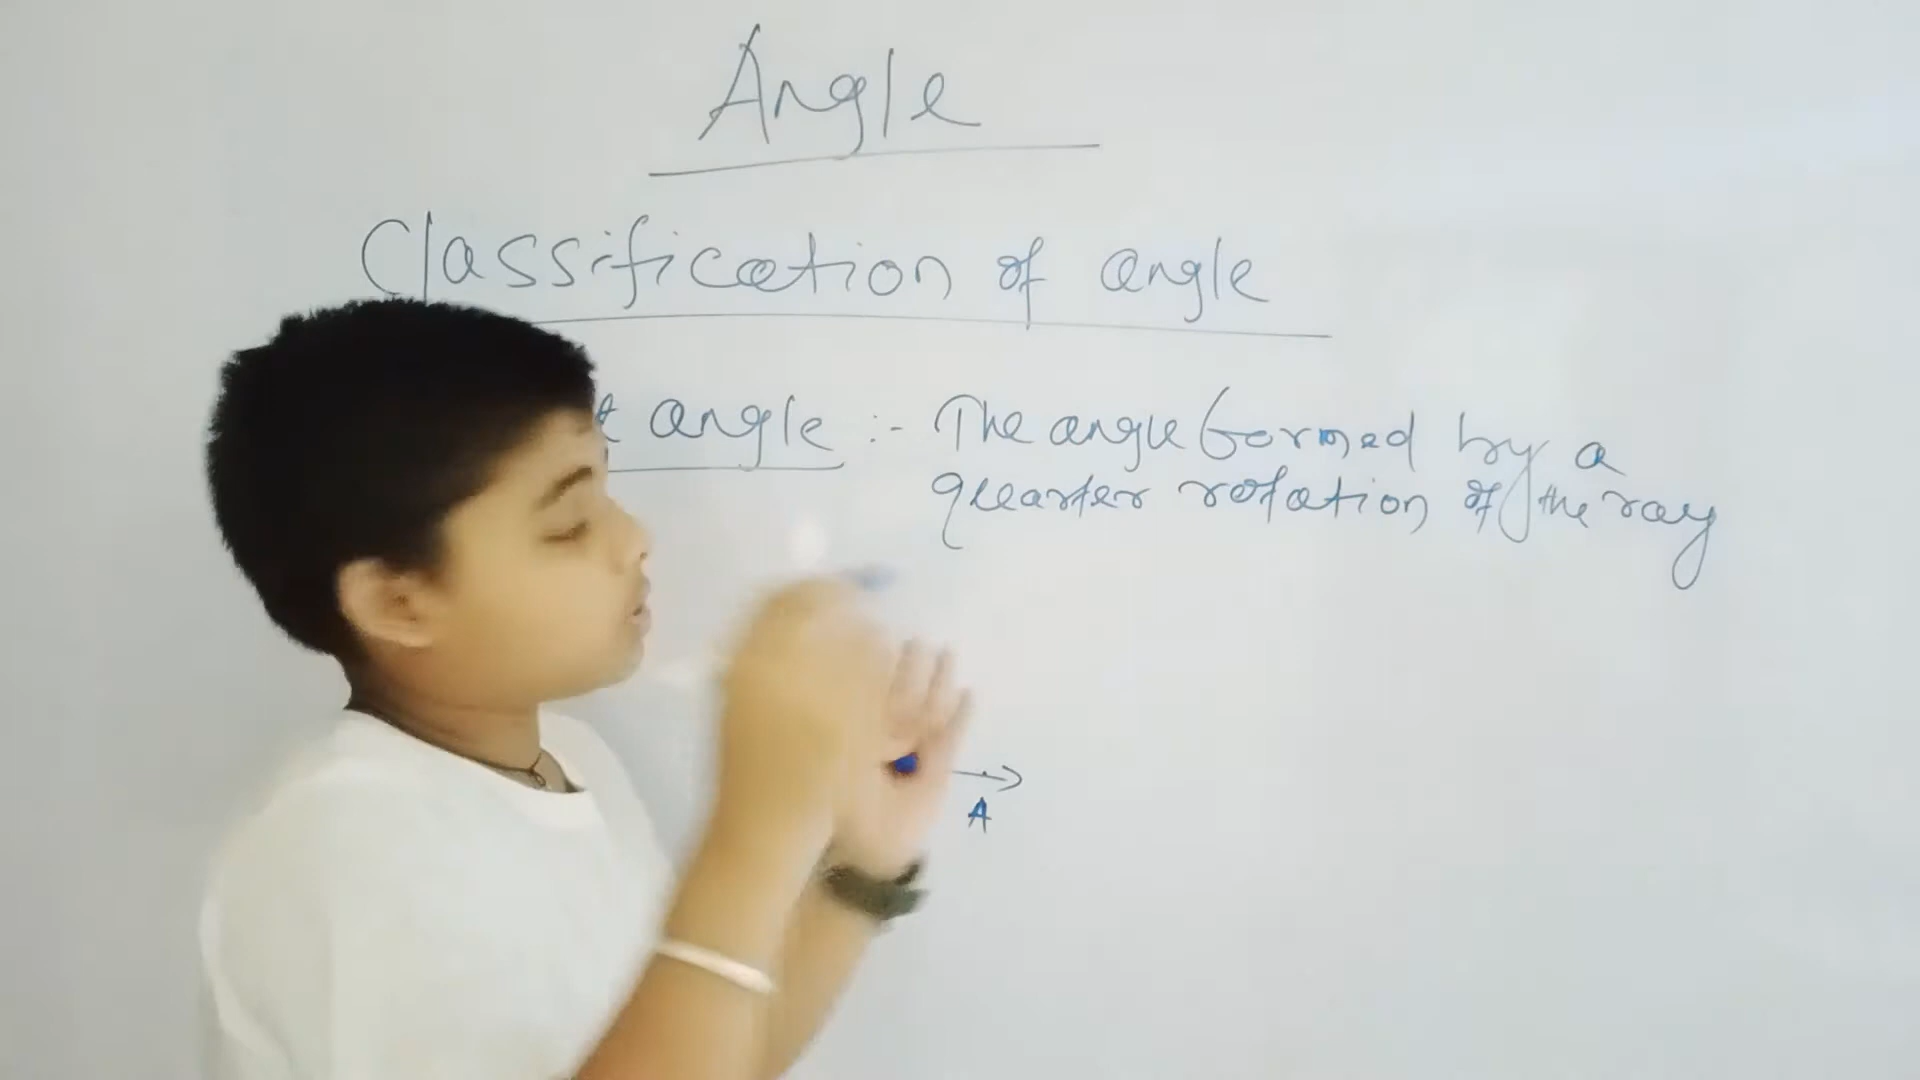 Angle
Classification of angle
angle :- The angle formed by a
quarter rotation of the ray
A